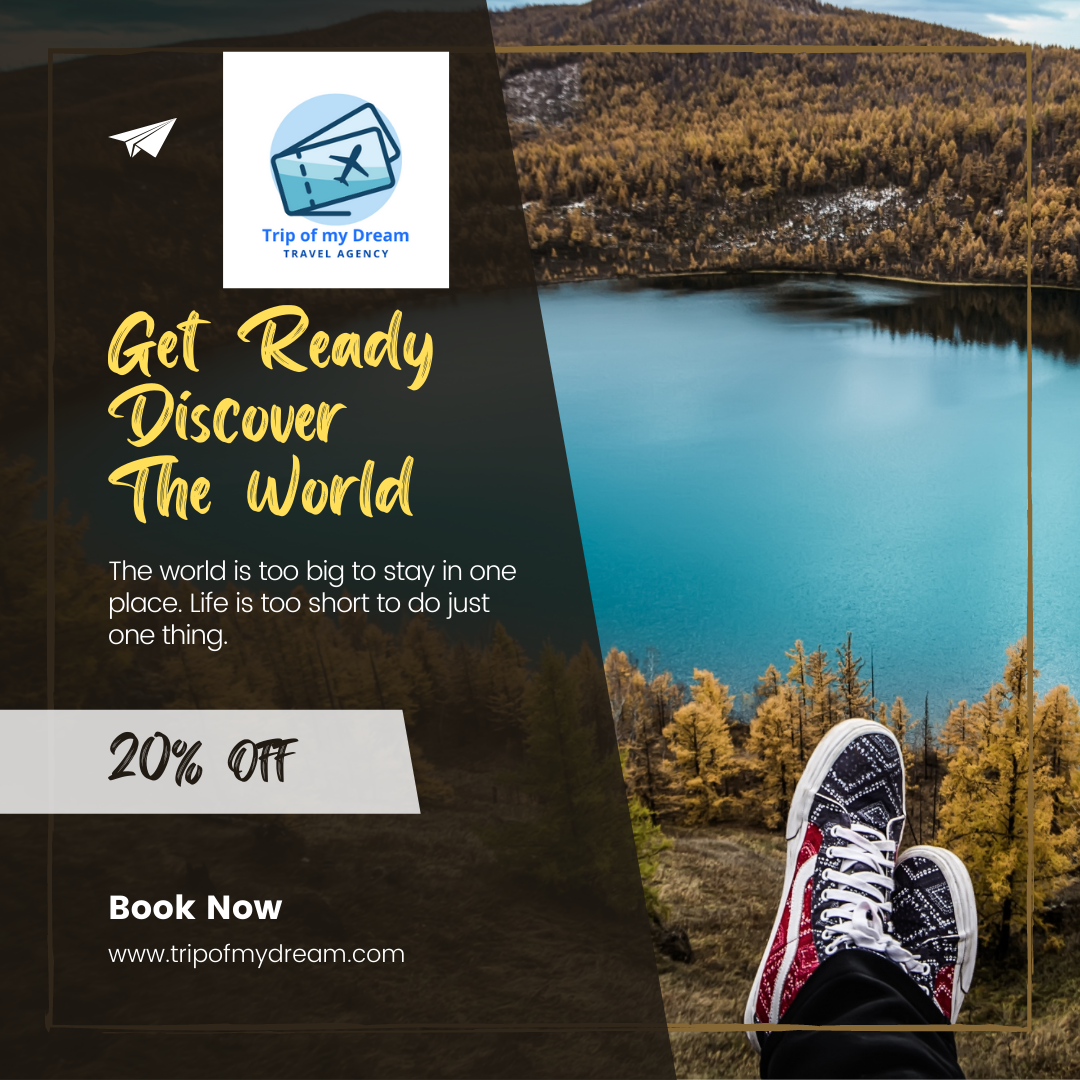 Trip of my Dream
TRAVEL AGENCY
Get Ready
Discover
The World
The world is too big to stay in one
place. Life is too short to do just
one thing.
20% OFF
Book Now
www.tripofmydream.com